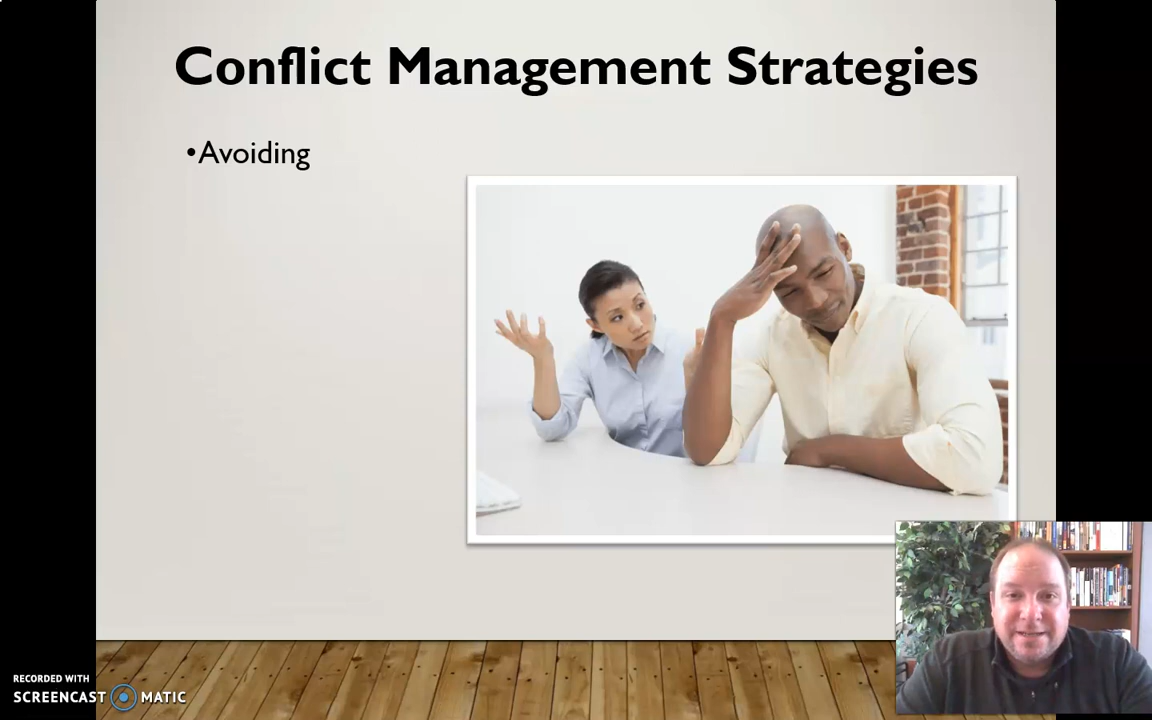 Conflict Management Strategies
•Avoiding
RECORDED WITH
SCREENCAST MATIC